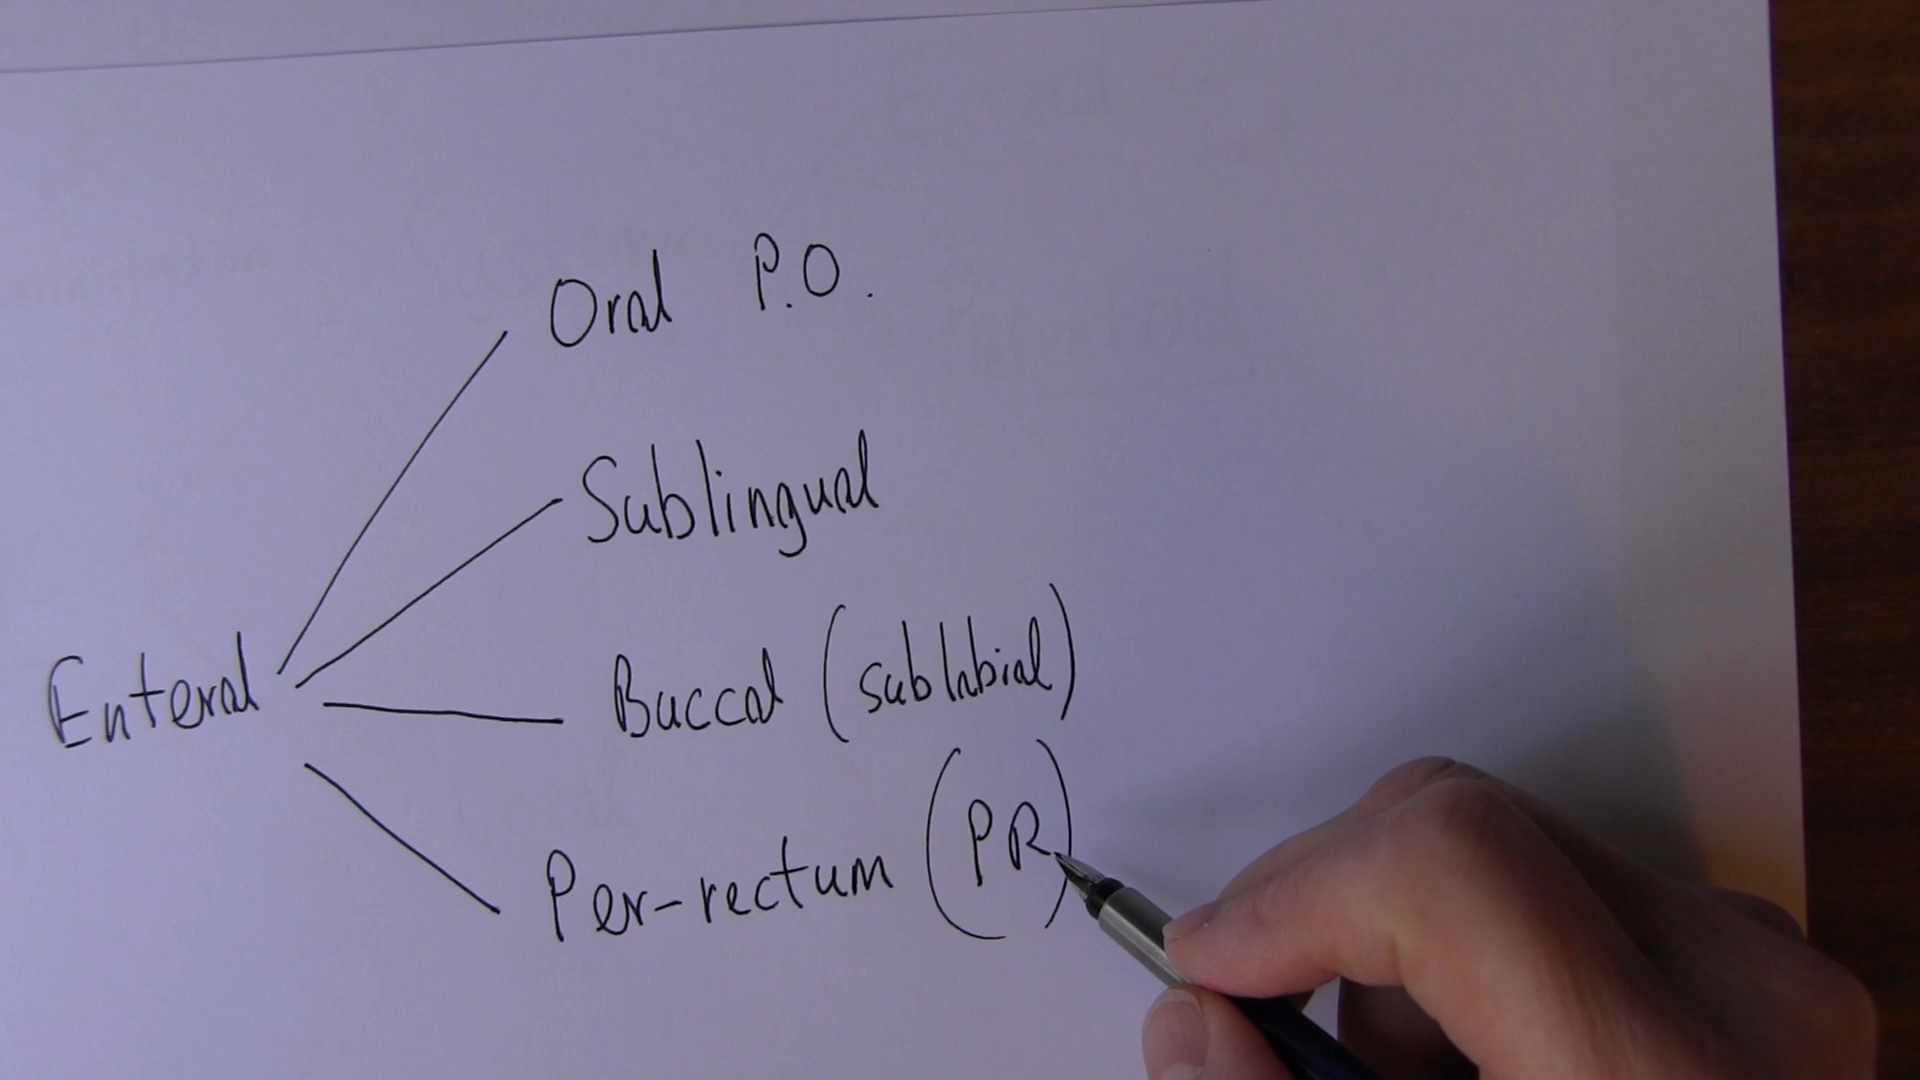 Oral P.O.
Sublingual
Enteral
Buccal (sublabial)
Per-rectum (PR)